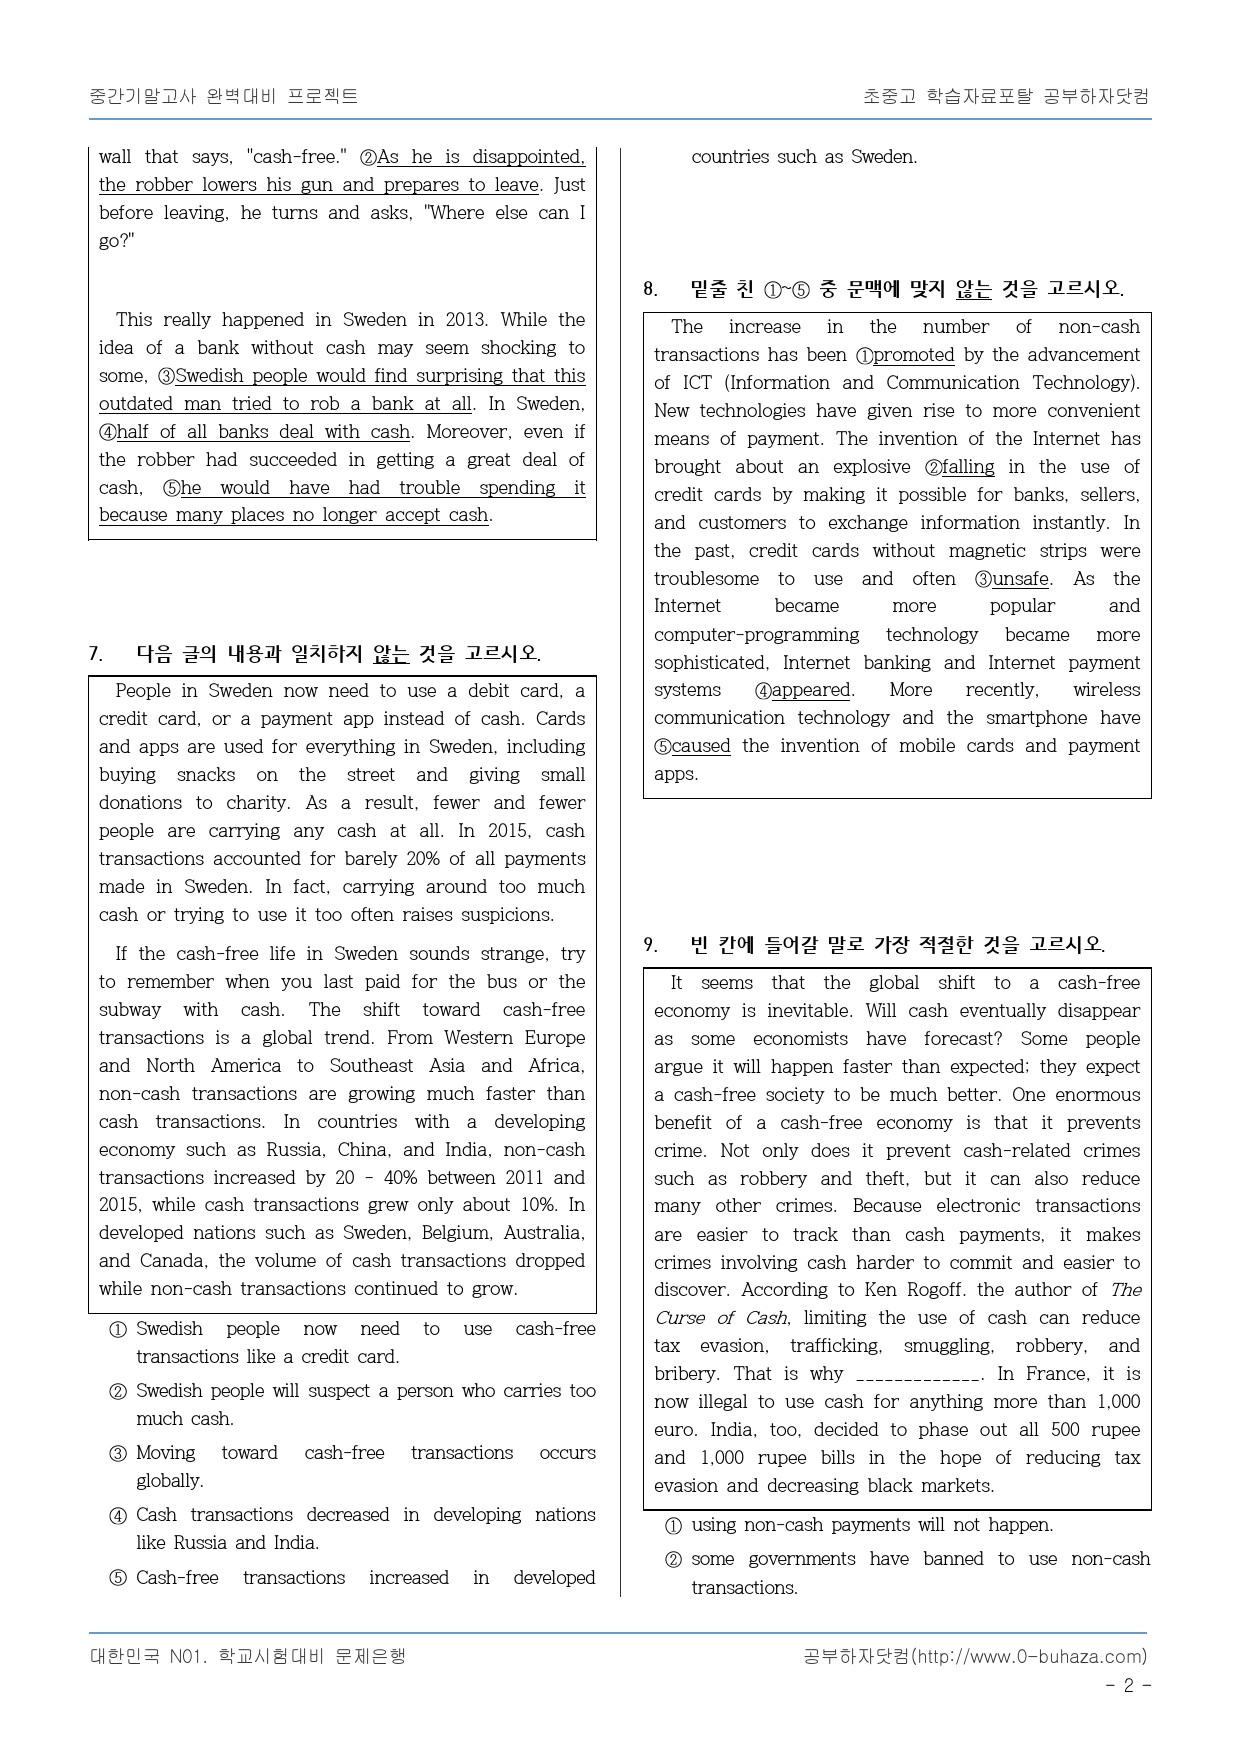 중간기말고사 완벽대비 프로젝트
초중고 학습자료포탈 공부하자닷컴
wall that says, "cash-free." ②As he is disappointed,
the robber lowers his gun and prepares to leave. Just
before leaving, he turns and asks, "Where else can I
go?"
This really happened in Sweden in 2013. While the
idea of a bank without cash may seem shocking to
some, ③Swedish people would find surprising that this
outdated man tried to rob a bank at all. In Sweden,
④half of all banks deal with cash. Moreover, even if
the robber had succeeded in getting a great deal of
cash, ⑤he would have had trouble spending it
because many places no longer accept cash.
7. 다음 글의 내용과 일치하지 않는 것을 고르시오.
People in Sweden now need to use a debit card, a
credit card, or a payment app instead of cash. Cards
and apps are used for everything in Sweden, including
buying snacks on the street and giving small
donations to charity. As a result, fewer and fewer
people are carrying any cash at all. In 2015, cash
transactions accounted for barely 20% of all payments
made in Sweden. In fact, carrying around too much
cash or trying to use it too often raises suspicions.
If the cash-free life in Sweden sounds strange, try
to remember when you last paid for the bus or the
subway with cash. The shift toward cash-free
transactions is a global trend. From Western Europe
and North America to Southeast Asia and Africa,
non-cash transactions are growing much faster than
cash transactions. In countries with a developing
economy such as Russia, China, and India, non-cash
transactions increased by 20 - 40% between 2011 and
2015, while cash transactions grew only about 10%. In
developed nations such as Sweden, Belgium, Australia,
and Canada, the volume of cash transactions dropped
while non-cash transactions continued to grow.
① Swedish people now need to use cash-free
transactions like a credit card.
② Swedish people will suspect a person who carries too
much cash.
③ Moving toward cash-free transactions occurs
globally.
④ Cash transactions decreased in developing nations
like Russia and India.
⑤ Cash-free transactions increased in developed
countries such as Sweden.
8. 밑줄 친 ①~⑤ 중 문맥에 맞지 않는 것을 고르시오.
The increase in the number of non-cash
transactions has been ①promoted by the advancement
of ICT (Information and Communication Technology).
New technologies have given rise to more convenient
means of payment. The invention of the Internet has
brought about an explosive ②falling in the use of
credit cards by making it possible for banks, sellers,
and customers to exchange information instantly. In
the past, credit cards without magnetic strips were
troublesome to use and often ③unsafe. As the
Internet became more popular and
computer-programming technology became more
sophisticated, Internet banking and Internet payment
systems ④appeared. More recently, wireless
communication technology and the smartphone have
⑤caused the invention of mobile cards and payment
apps.
9. 빈 칸에 들어갈 말로 가장 적절한 것을 고르시오.
It seems that the global shift to a cash-free
economy is inevitable. Will cash eventually disappear
as some economists have forecast? Some people
argue it will happen faster than expected; they expect
a cash-free society to be much better. One enormous
benefit of a cash-free economy is that it prevents
crime. Not only does it prevent cash-related crimes
such as robbery and theft, but it can also reduce
many other crimes. Because electronic transactions
are easier to track than cash payments, it makes
crimes involving cash harder to commit and easier to
discover. According to Ken Rogoff. the author of The
Curse of Cash, limiting the use of cash can reduce
tax evasion, trafficking, smuggling, robbery, and
bribery. That is why _____________. In France, it is
now illegal to use cash for anything more than 1,000
euro. India, too, decided to phase out all 500 rupee
and 1,000 rupee bills in the hope of reducing tax
evasion and decreasing black markets.
① using non-cash payments will not happen.
② some governments have banned to use non-cash
transactions.
대한민국 N01. 학교시험대비 문제은행
공부하자닷컴(http://www.0-buhaza.com)
- 2 -